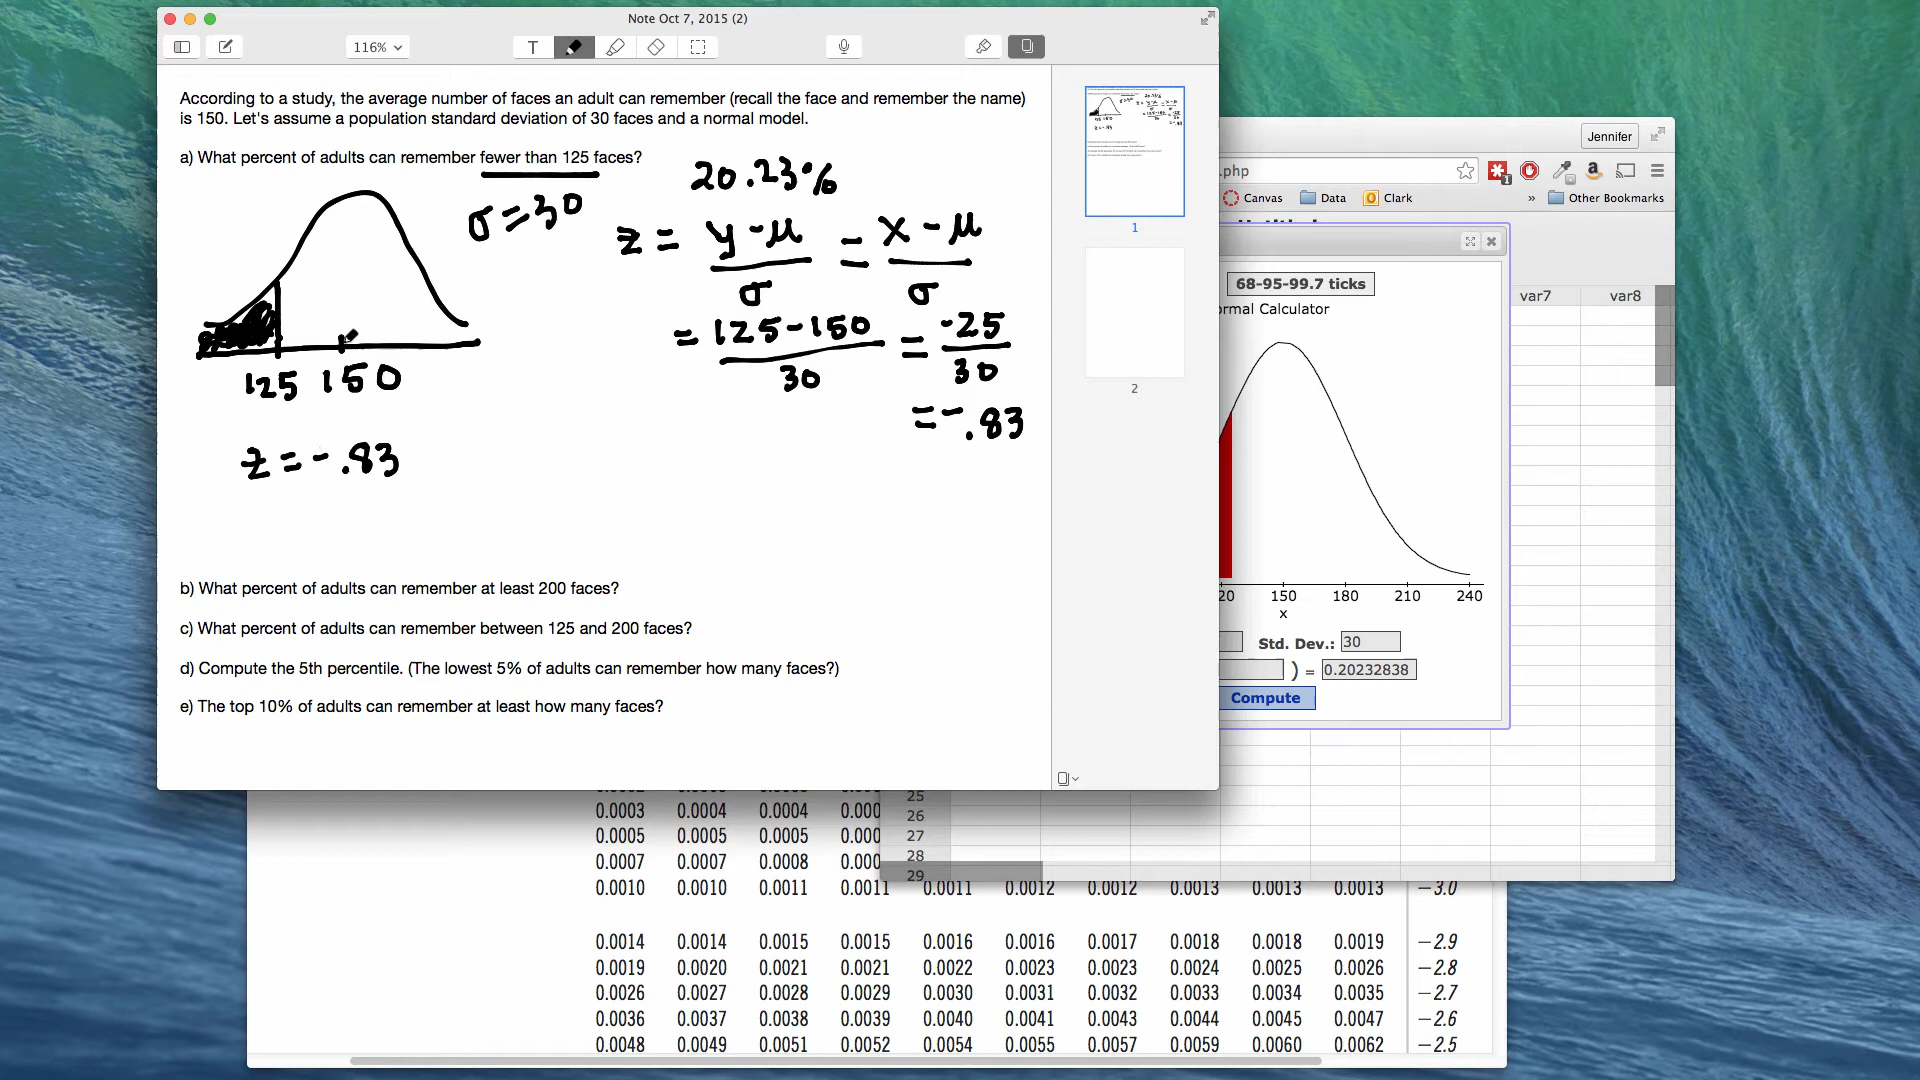 Note Oct 7, 2015 (2)
116%
T
According to a study, the average number of faces an adult can remember (recall the face and remember the name)
is 150. Let's assume a population standard deviation of 30 faces and a normal model.
a) What percent of adults can remember fewer than 125 faces?
20.23%
σ=30
z = y-μ = x-μ
σ σ
= 125-150 = -25
30 30
= -.83
125 150
z = -.83
b) What percent of adults can remember at least 200 faces?
c) What percent of adults can remember between 125 and 200 faces?
d) Compute the 5th percentile. (The lowest 5% of adults can remember how many faces?)
e) The top 10% of adults can remember at least how many faces?
1
2
Jennifer
.php
Canvas Data Clark » Other Bookmarks
var7 var8
68-95-99.7 ticks
rmal Calculator
20 150 180 210 240
x
Std. Dev.: 30
) = 0.20232838
Compute
25
26
27
28
29
0.0003 0.0004 0.0004 0.000
0.0005 0.0005 0.0005 0.000
0.0007 0.0007 0.0008 0.000
0.0010 0.0010 0.0011 0.0011 0.0011 0.0012 0.0012 0.0013 0.0013 0.0013 −3.0
0.0014 0.0014 0.0015 0.0015 0.0016 0.0016 0.0017 0.0018 0.0018 0.0019 −2.9
0.0019 0.0020 0.0021 0.0021 0.0022 0.0023 0.0023 0.0024 0.0025 0.0026 −2.8
0.0026 0.0027 0.0028 0.0029 0.0030 0.0031 0.0032 0.0033 0.0034 0.0035 −2.7
0.0036 0.0037 0.0038 0.0039 0.0040 0.0041 0.0043 0.0044 0.0045 0.0047 −2.6
0.0048 0.0049 0.0051 0.0052 0.0054 0.0055 0.0057 0.0059 0.0060 0.0062 −2.5